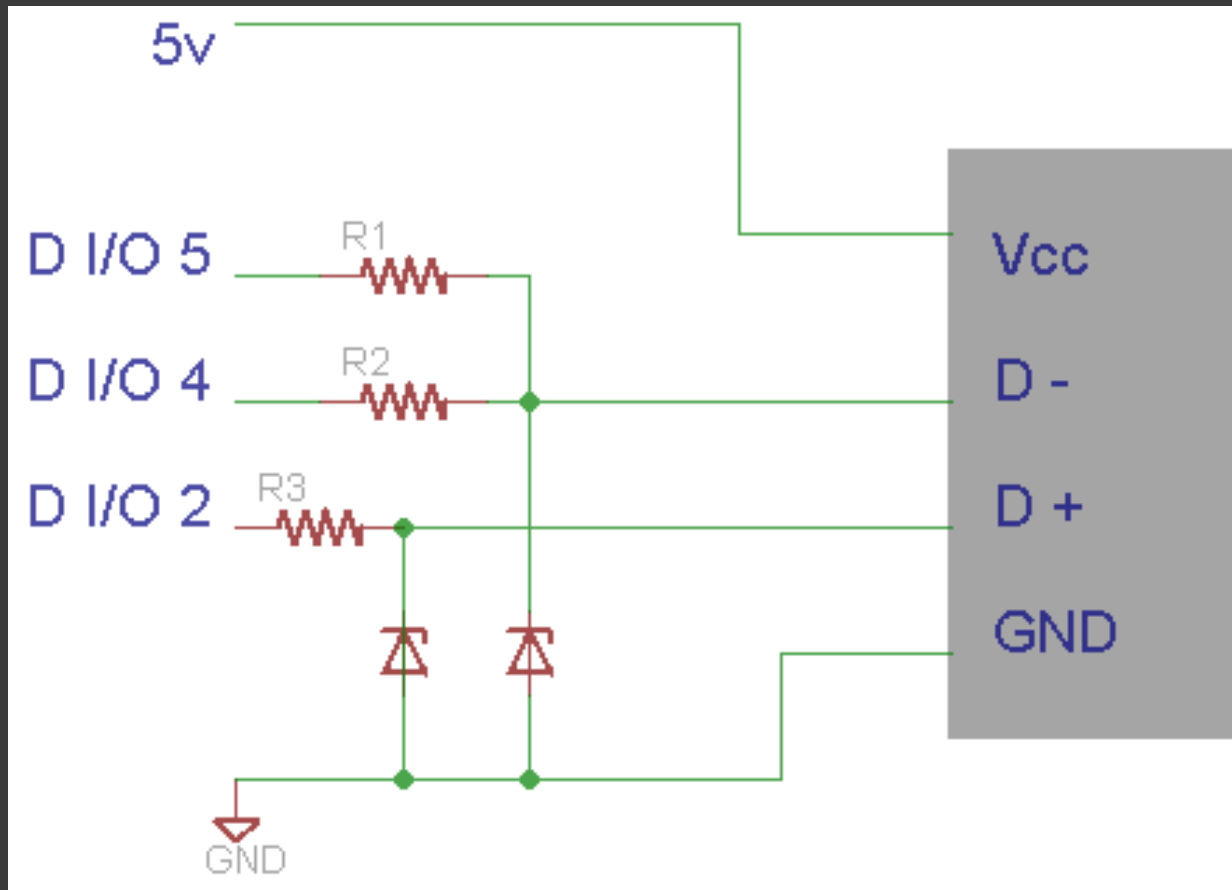 5v
R1
D I/O 5
Vcc
R2
D I/O 4
D -
R3
D I/O 2
D +
GND
GND